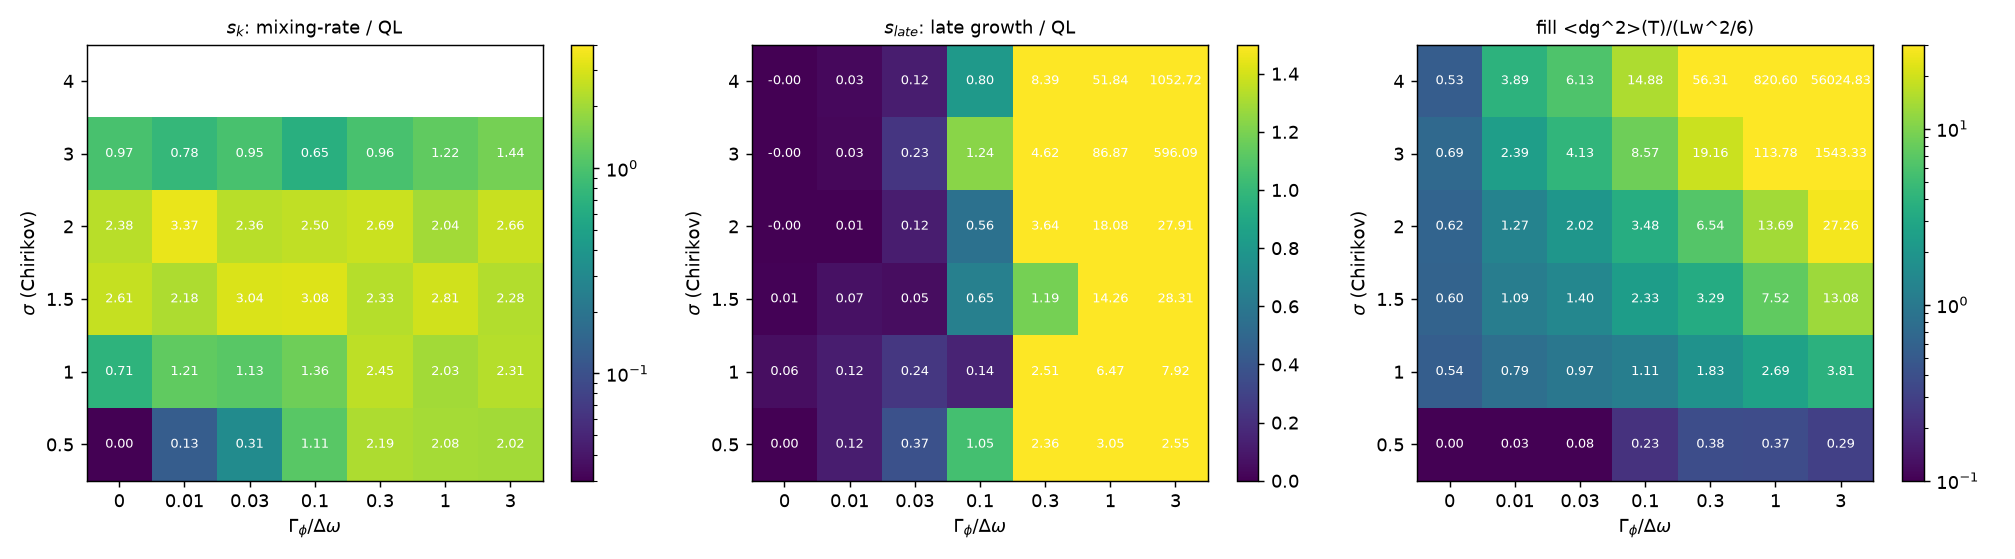 s_k: mixing-rate / QL
4
3 0.97 0.78 0.95 0.65 0.96 1.22 1.44
2 2.38 3.37 2.36 2.50 2.69 2.04 2.66
1.5 2.61 2.18 3.04 3.08 2.33 2.81 2.28
1 0.71 1.21 1.13 1.36 2.45 2.03 2.31
0.5 0.00 0.13 0.31 1.11 2.19 2.08 2.02
0 0.01 0.03 0.1 0.3 1 3
σ (Chirikov)
Γ_ϕ/Δω
10^0
10^-1
s_late: late growth / QL
4 -0.00 0.03 0.12 0.80 8.39 51.84 1052.72
3 -0.00 0.03 0.23 1.24 4.62 86.87 596.09
2 -0.00 0.01 0.12 0.56 3.64 18.08 27.91
1.5 0.01 0.07 0.05 0.65 1.19 14.26 28.31
1 0.06 0.12 0.24 0.14 2.51 6.47 7.92
0.5 0.00 0.12 0.37 1.05 2.36 3.05 2.55
0 0.01 0.03 0.1 0.3 1 3
σ (Chirikov)
Γ_ϕ/Δω
1.4
1.2
1.0
0.8
0.6
0.4
0.2
0.0
fill <dg^2>(T)/(Lw^2/6)
4 0.53 3.89 6.13 14.88 56.31 820.60 56024.83
3 0.69 2.39 4.13 8.57 19.16 113.78 1543.33
2 0.62 1.27 2.02 3.48 6.54 13.69 27.26
1.5 0.60 1.09 1.40 2.33 3.29 7.52 13.08
1 0.54 0.79 0.97 1.11 1.83 2.69 3.81
0.5 0.00 0.03 0.08 0.23 0.38 0.37 0.29
0 0.01 0.03 0.1 0.3 1 3
σ (Chirikov)
Γ_ϕ/Δω
10^1
10^0
10^-1